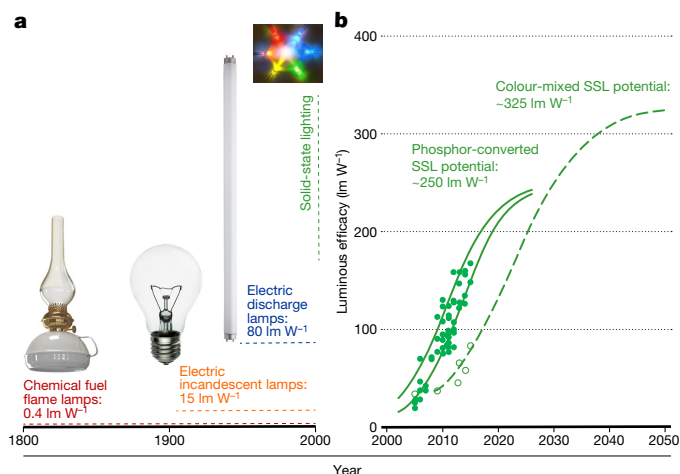 a
Solid-state lighting
Electric
discharge
lamps:
80 lm W⁻¹
Chemical fuel
flame lamps:
0.4 lm W⁻¹
Electric
incandescent lamps:
15 lm W⁻¹
1800
1900
2000
b
Luminous efficacy (lm W⁻¹)
400
300
200
100
0
Colour-mixed SSL potential:
~325 lm W⁻¹
Phosphor-converted
SSL potential:
~250 lm W⁻¹
2000
2010
2020
2030
2040
2050
Year